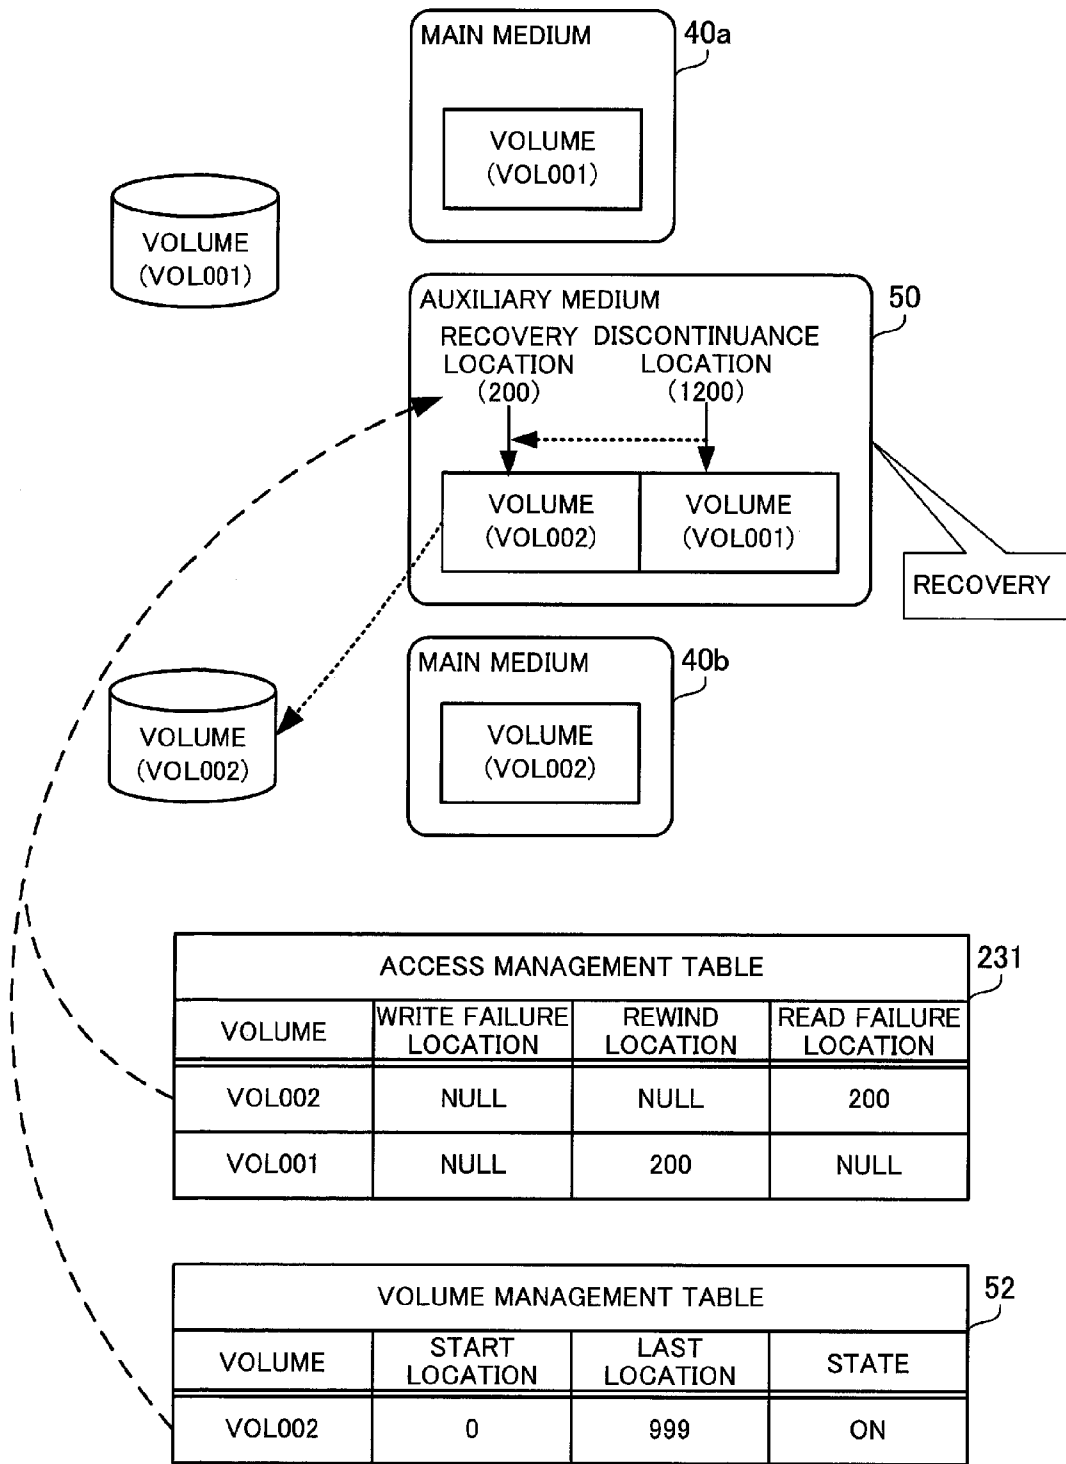 MAIN MEDIUM
40a
VOLUME
(VOL001)
VOLUME
(VOL001)
AUXILIARY MEDIUM
50
RECOVERY
LOCATION
(200)
DISCONTINUANCE
LOCATION
(1200)
VOLUME
(VOL002)
VOLUME
(VOL001)
RECOVERY
MAIN MEDIUM
40b
VOLUME
(VOL002)
VOLUME
(VOL002)
ACCESS MANAGEMENT TABLE
231
VOLUME
WRITE FAILURE
LOCATION
REWIND
LOCATION
READ FAILURE
LOCATION
VOL002
NULL
NULL
200
VOL001
NULL
200
NULL
VOLUME MANAGEMENT TABLE
52
VOLUME
START
LOCATION
LAST
LOCATION
STATE
VOL002
0
999
ON